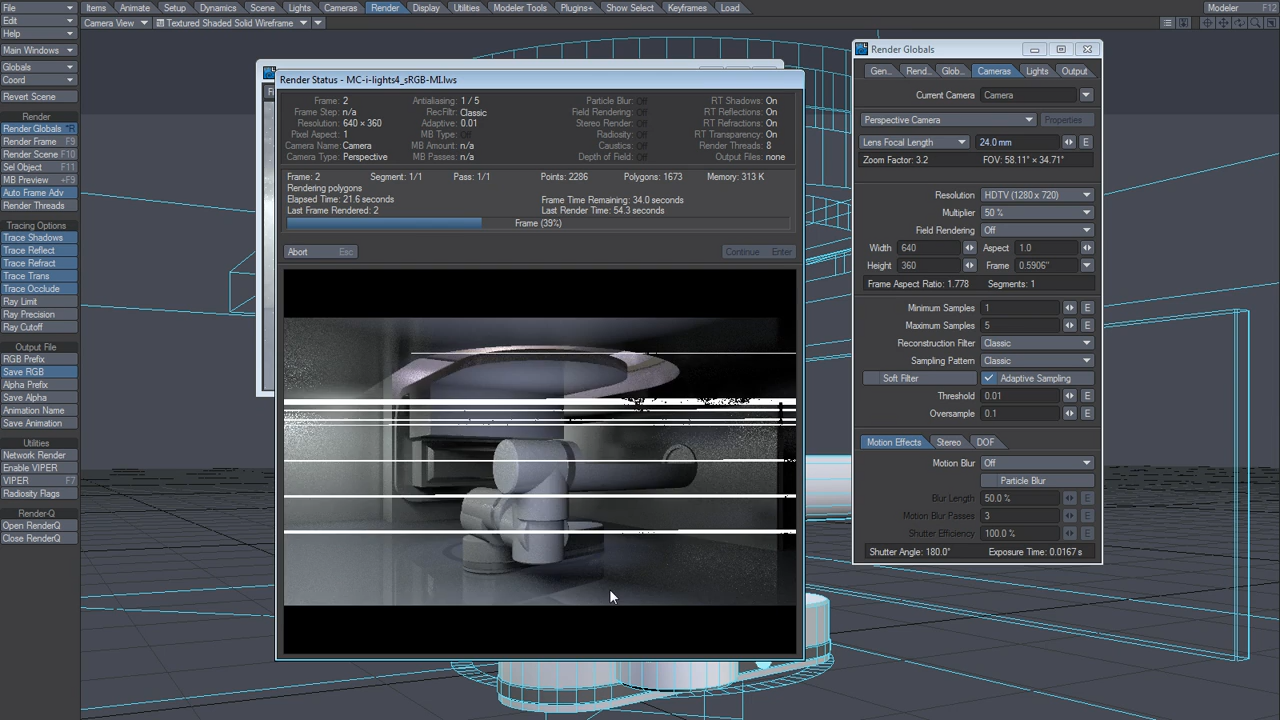 File
Items Animate Setup Dynamics Scene Lights Cameras Render Display Utilities Modeler Tools Plugins+ Show Select Keyframes Load
Modeler F12
Edit
Camera View Textured Shaded Solid Wireframe
Help
Main Windows
Globals
Coord
Revert Scene
Render
Render Globals
Render Frame F9
Render Scene F10
Sel Object F11
MB Preview +F9
Auto Frame Adv
Render Threads
Tracing Options
Trace Shadows
Trace Reflect
Trace Refract
Trace Trans
Trace Occlude
Ray Limit
Ray Precision
Ray Cutoff
Output File
RGB Prefix
Save RGB
Alpha Prefix
Save Alpha
Animation Name
Save Animation
Utilities
Network Render
Enable VIPER
VIPER F7
Radiosity Flags
Render-Q
Open RenderQ
Close RenderQ
Render Status - MC-i-lights4_sRGB-MI.lws
Frame: 2 Antialiasing: 1 / 5 Particle Blur: Off RT Shadows: On
Frame Step: n/a RecFiltr: Classic Field Rendering: Off RT Reflections: On
Resolution: 640 × 360 Adaptive: 0.01 Stereo Render: Off RT Refractions: On
Pixel Aspect: 1 MB Type: Off Radiosity: Off RT Transparency: On
Camera Name: Camera MB Amount: n/a Caustics: Off Render Threads: 8
Camera Type: Perspective MB Passes: n/a Depth of Field: Off Output Files: none
Frame: 2 Segment: 1/1 Pass: 1/1 Points: 2286 Polygons: 1673 Memory: 313 K
Rendering polygons
Elapsed Time: 21.6 seconds Frame Time Remaining: 34.0 seconds
Last Frame Rendered: 2 Last Render Time: 54.3 seconds
Frame (39%)
Abort Esc Continue Enter
Render Globals
Gen... Rend... Glob... Cameras Lights Output
Current Camera Camera
Perspective Camera Properties
Lens Focal Length 24.0 mm E
Zoom Factor: 3.2 FOV: 58.11° × 34.71°
Resolution HDTV (1280 x 720)
Multiplier 50 %
Field Rendering Off
Width 640 Aspect 1.0
Height 360 Frame 0.5906"
Frame Aspect Ratio: 1.778 Segments: 1
Minimum Samples 1 E
Maximum Samples 5 E
Reconstruction Filter Classic
Sampling Pattern Classic
Soft Filter Adaptive Sampling
Threshold 0.01 E
Oversample 0.1 E
Motion Effects Stereo DOF
Motion Blur Off
Particle Blur
Blur Length 50.0 % E
Motion Blur Passes 3 E
Shutter Efficiency 100.0 % E
Shutter Angle: 180.0° Exposure Time: 0.0167 s